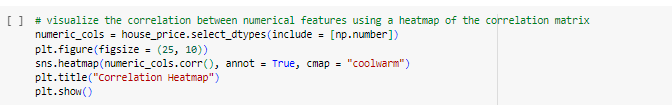 [ ] # visualize the correlation between numerical features using a heatmap of the correlation matrix
numeric_cols = house_price.select_dtypes(include = [np.number])
plt.figure(figsize = (25, 10))
sns.heatmap(numeric_cols.corr(), annot = True, cmap = "coolwarm")
plt.title("Correlation Heatmap")
plt.show()